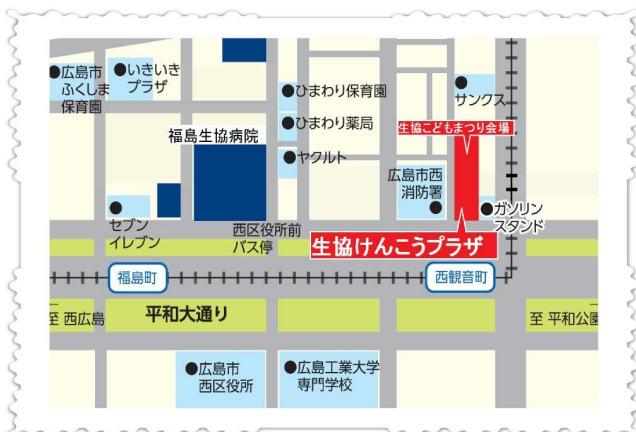 ●広島市
ふくしま
保育園
●いきいき
プラザ
●ひまわり保育園
●ひまわり薬局
●ヤクルト
サンクス
生協こどもまつり会場
福島生協病院
広島市西
消防署
ガソリン
スタンド
セブン
イレブン
西区役所前
バス停
生協けんこうプラザ
福島町
西観音町
至 西広島
平和大通り
至 平和公園
●広島市
西区役所
●広島工業大学
専門学校